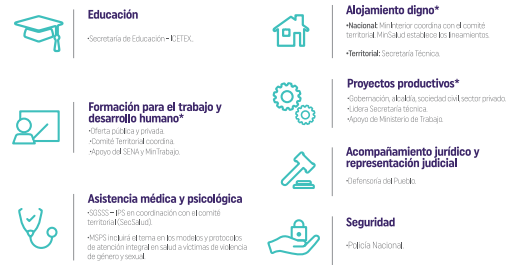 Educación
•Secretaría de Educación – ICETEX.
Formación para el trabajo y
desarrollo humano*
•Oferta pública y privada.
•Comité Territorial coordina.
•Apoyo del SENA y MinTrabajo.
Asistencia médica y psicológica
•SGSSS – IPS en coordinación con el comité
territorial (SecSalud).
•MSPS incluirá el tema en los modelos y protocolos
de atención integral en salud a víctimas de violencia
de género y sexual.
Alojamiento digno*
•Nacional: MinInterior coordina con el comité
territorial. MinSalud establece los lineamientos.
•Territorial: Secretaría Técnica.
Proyectos productivos*
•Gobernación, alcaldía, sociedad civil, sector privado.
•Lidera Secretaría técnica.
•Apoyo de Ministerio de Trabajo.
Acompañamiento jurídico y
representación judicial
•Defensoría del Pueblo.
Seguridad
•Policía Nacional.